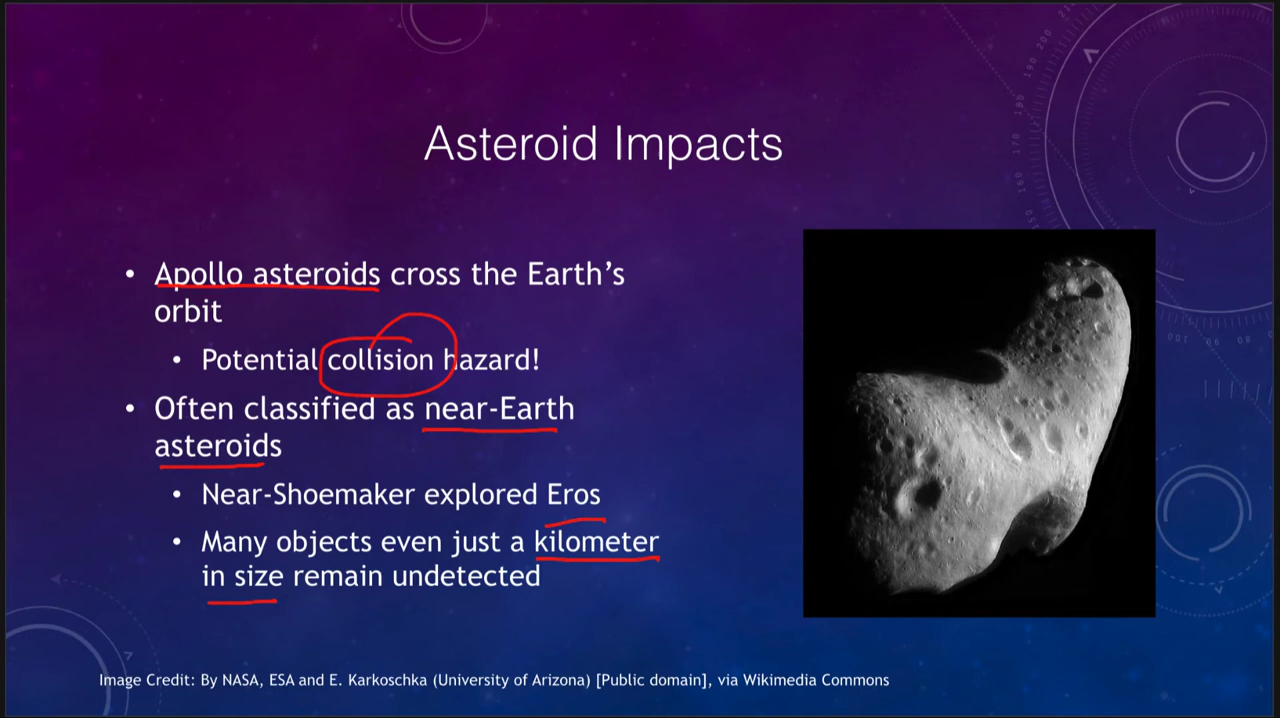 Asteroid Impacts
• Apollo asteroids cross the Earth’s
orbit
• Potential collision hazard!
• Often classified as near-Earth
asteroids
• Near-Shoemaker explored Eros
• Many objects even just a kilometer
in size remain undetected
Image Credit: By NASA, ESA and E. Karkoschka (University of Arizona) [Public domain], via Wikimedia Commons